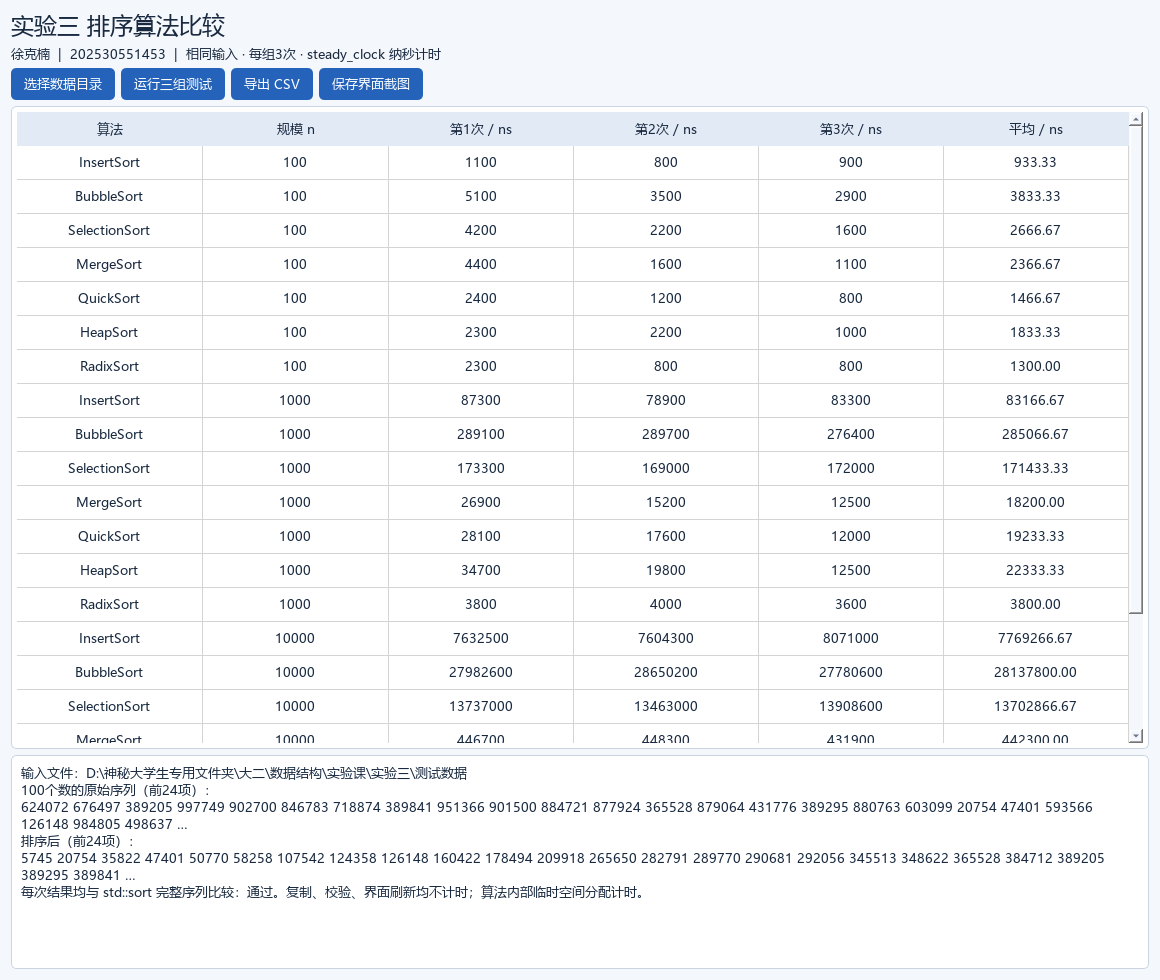 实验三 排序算法比较
徐克楠 | 202530551453 | 相同输入 · 每组3次 · steady_clock 纳秒计时
选择数据目录 运行三组测试 导出 CSV 保存界面截图
算法 规模 n 第1次 / ns 第2次 / ns 第3次 / ns 平均 / ns
InsertSort 100 1100 800 900 933.33
BubbleSort 100 5100 3500 2900 3833.33
SelectionSort 100 4200 2200 1600 2666.67
MergeSort 100 4400 1600 1100 2366.67
QuickSort 100 2400 1200 800 1466.67
HeapSort 100 2300 2200 1000 1833.33
RadixSort 100 2300 800 800 1300.00
InsertSort 1000 87300 78900 83300 83166.67
BubbleSort 1000 289100 289700 276400 285066.67
SelectionSort 1000 173300 169000 172000 171433.33
MergeSort 1000 26900 15200 12500 18200.00
QuickSort 1000 28100 17600 12000 19233.33
HeapSort 1000 34700 19800 12500 22333.33
RadixSort 1000 3800 4000 3600 3800.00
InsertSort 10000 7632500 7604300 8071000 7769266.67
BubbleSort 10000 27982600 28650200 27780600 28137800.00
SelectionSort 10000 13737000 13463000 13908600 13702866.67
MergeSort 10000 446700 448300 431900 442300.00
输入文件：D:\神秘大学生专用文件夹\大二\数据结构\实验课\实验三\测试数据
100个数的原始序列（前24项）：
624072 676497 389205 997749 902700 846783 718874 389841 951366 901500 884721 877924 365528 879064 431776 389295 880763 603099 20754 47401 593566
126148 984805 498637 ...
排序后（前24项）：
5745 20754 35822 47401 50770 58258 107542 124358 126148 160422 178494 209918 265650 282791 289770 290681 292056 345513 348622 365528 384712 389205
389295 389841 ...
每次结果均与 std::sort 完整序列比较：通过。复制、校验、界面刷新均不计时；算法内部临时空间分配计时。